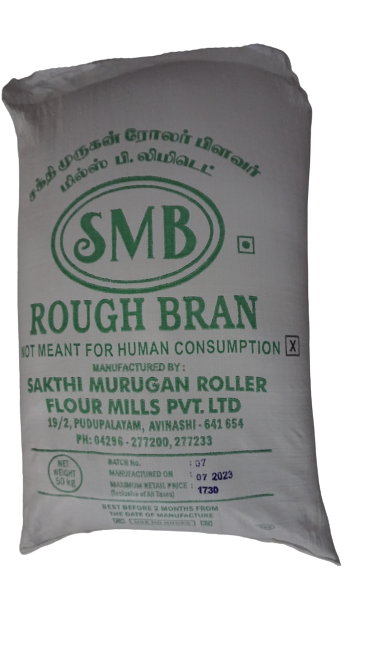 சக்தி முருகன் ரோலர் பிளவர்
மில்ஸ் பி. லிமிடெட்
SMB
ROUGH BRAN
NOT MEANT FOR HUMAN CONSUMPTION X
MANUFACTURED BY :
SAKTHI MURUGAN ROLLER
FLOUR MILLS PVT. LTD
19/2, PUDUPALAYAM, AVINASHI - 641 654
PH: 04296 - 277200, 277233
NET WEIGHT 50 kg
BATCH No. : 07
MANUFACTURED ON : 07 2023
MAXIMUM RETAIL PRICE : 1730
(Inclusive of All Taxes)
BEST BEFORE 2 MONTHS FROM
THE DATE OF MANUFACTURE